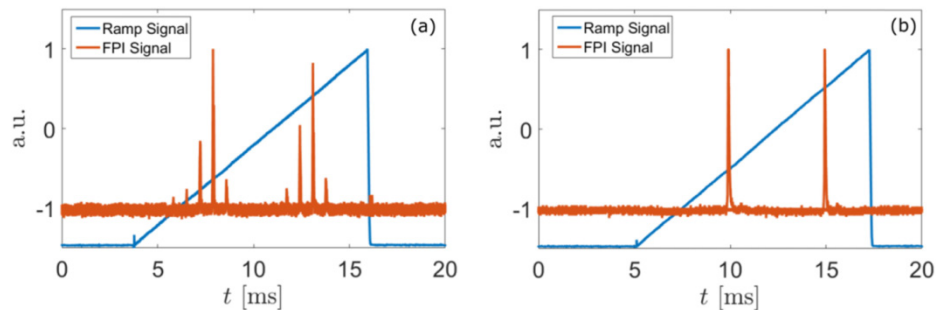 Ramp Signal
FPI Signal
(a)
1
0
-1
a.u.
0 5 10 15 20
t [ms]
Ramp Signal
FPI Signal
(b)
1
0
-1
a.u.
0 5 10 15 20
t [ms]